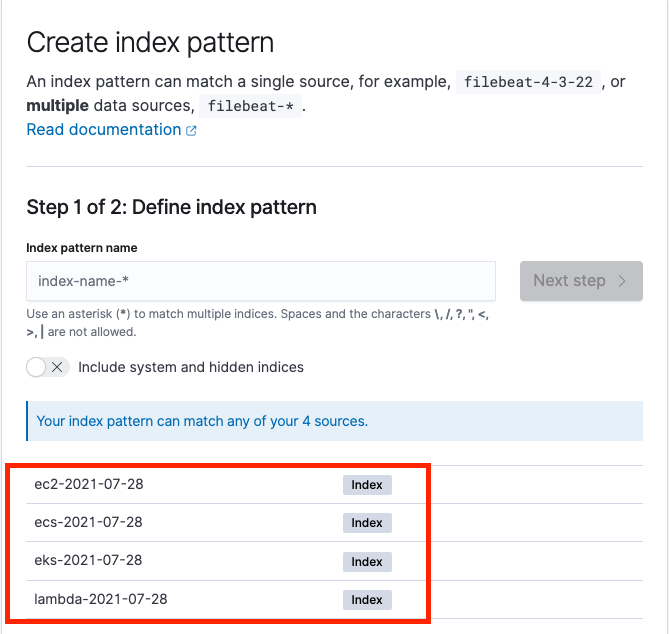 Create index pattern
An index pattern can match a single source, for example, filebeat-4-3-22 , or
multiple data sources, filebeat-* .
Read documentation
Step 1 of 2: Define index pattern
Index pattern name
index-name-*
Next step
Use an asterisk (*) to match multiple indices. Spaces and the characters \, /, ?, ", <,
>, | are not allowed.
Include system and hidden indices
Your index pattern can match any of your 4 sources.
ec2-2021-07-28 Index
ecs-2021-07-28 Index
eks-2021-07-28 Index
lambda-2021-07-28 Index